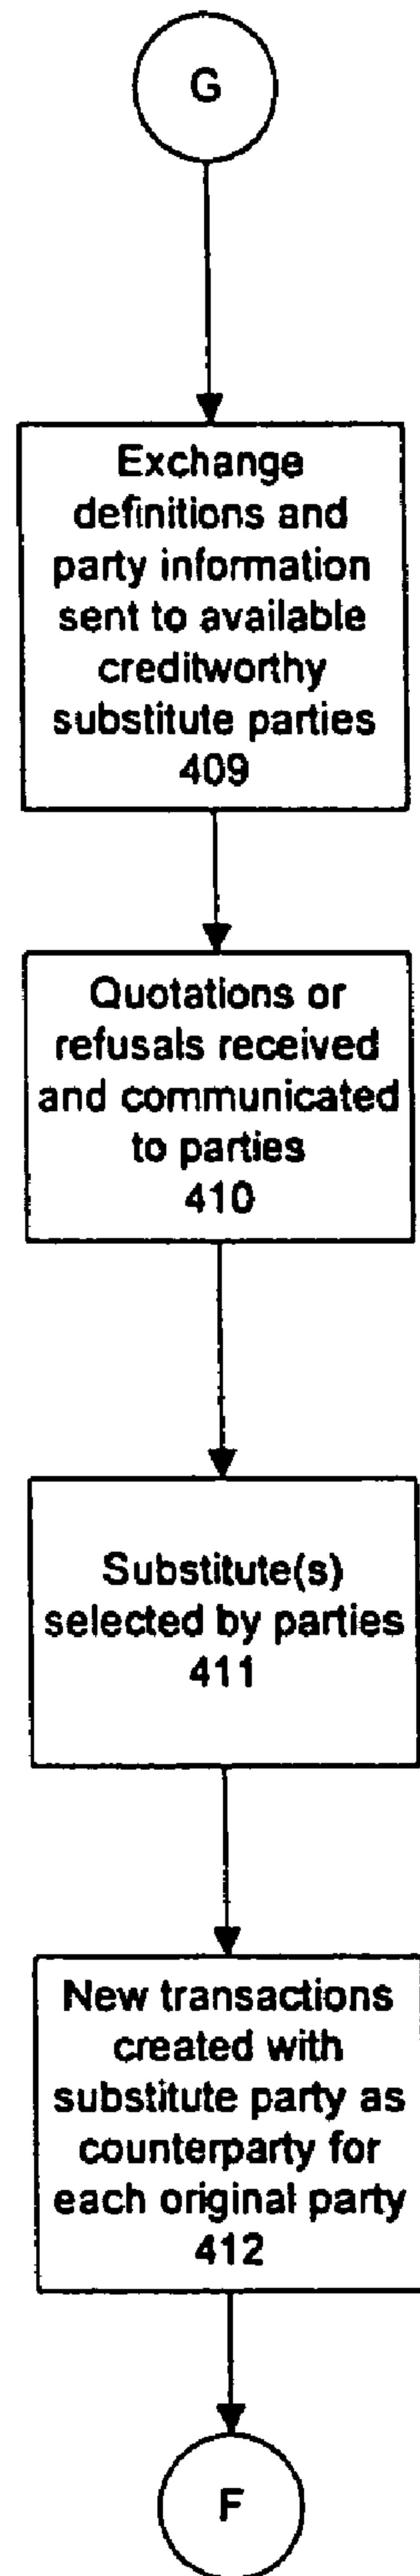 G
Exchange
definitions and
party information
sent to available
creditworthy
substitute parties
409
Quotations or
refusals received
and communicated
to parties
410
Substitute(s)
selected by parties
411
New transactions
created with
substitute party as
counterparty for
each original party
412
F